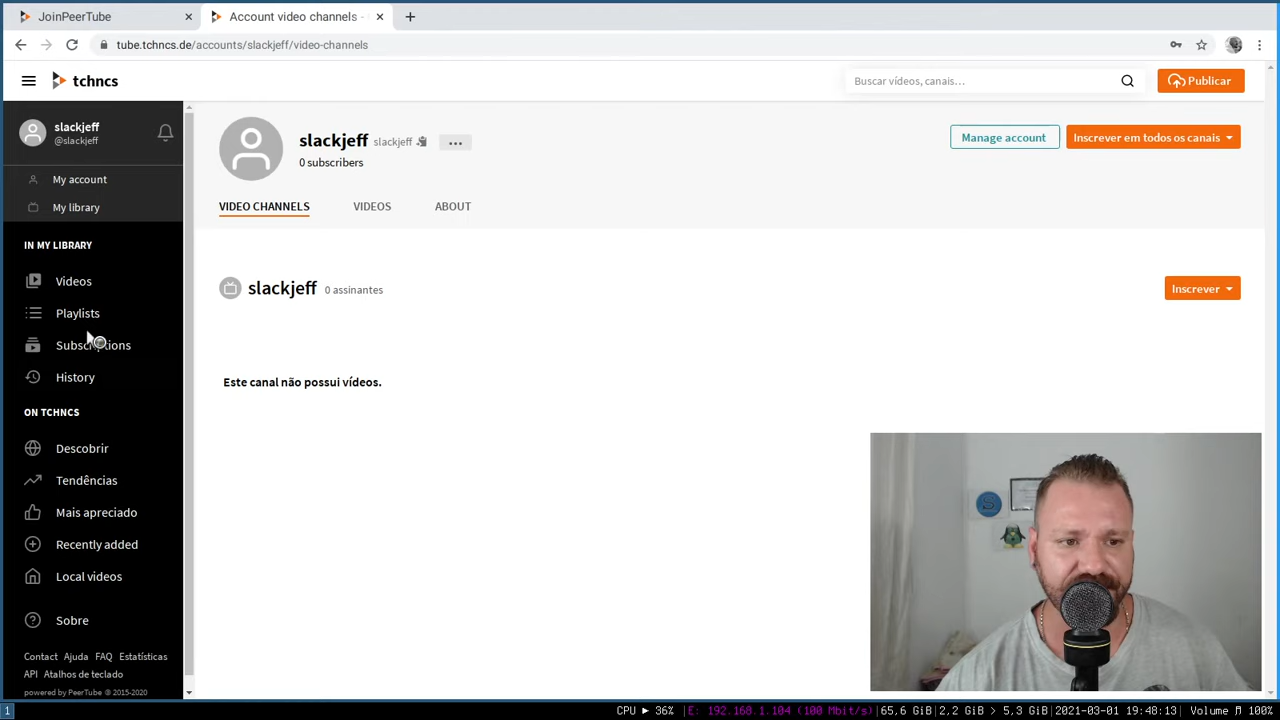 JoinPeerTube
Account video channels -
tube.tchncs.de/accounts/slackjeff/video-channels
tchncs
Buscar vídeos, canais...
Publicar
slackjeff
@slackjeff
My account
My library
IN MY LIBRARY
Videos
Playlists
Subscriptions
History
ON TCHNCS
Descobrir
Tendências
Mais apreciado
Recently added
Local videos
Sobre
Contact Ajuda FAQ Estatísticas
API Atalhos de teclado
powered by PeerTube © 2015-2020
slackjeff slackjeff ...
0 subscribers
Manage account
Inscrever em todos os canais
VIDEO CHANNELS VIDEOS ABOUT
slackjeff 0 assinantes
Inscrever
Este canal não possui vídeos.
1
CPU ► 36% |E: 192.168.1.104 (100 Mbit/s)|65,6 GiB|2,2 GiB > 5,3 GiB|2021-03-01 19:48:13|Volume ♬ 100%